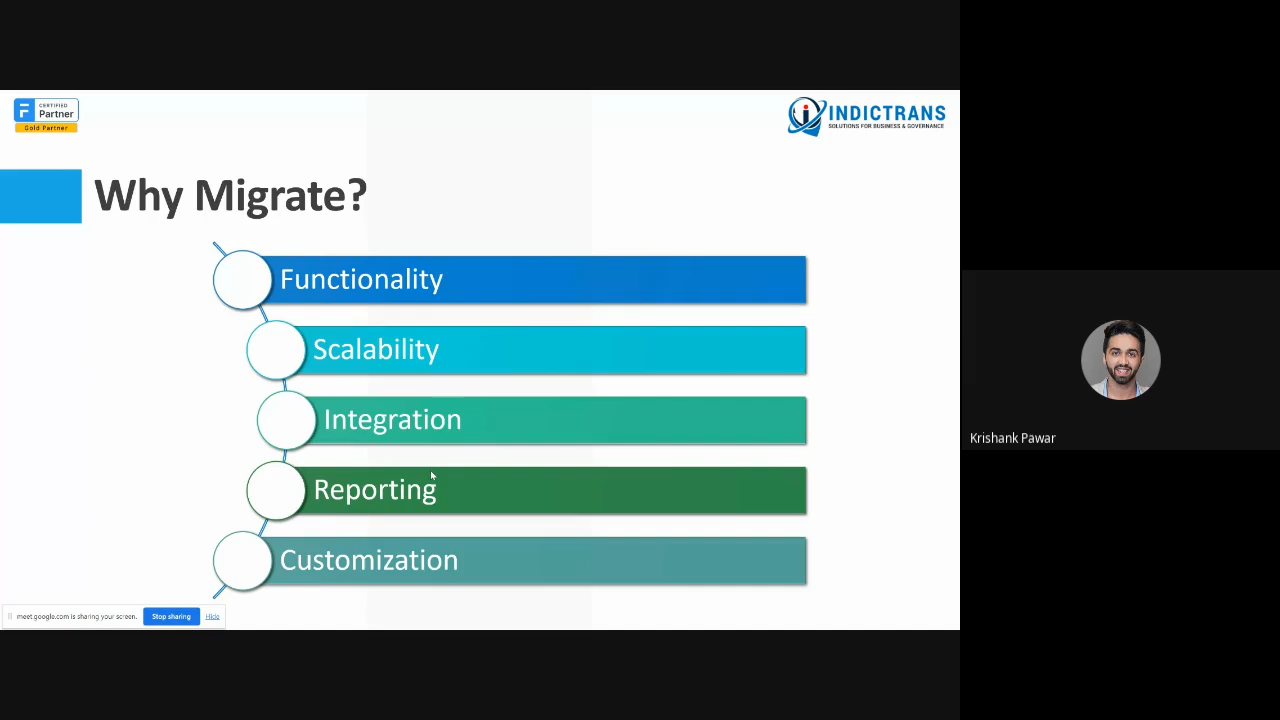 F
CERTIFIED
Partner
Gold Partner
INDICTRANS
SOLUTIONS FOR BUSINESS & GOVERNANCE
Why Migrate?
Functionality
Scalability
Integration
Reporting
Customization
meet.google.com is sharing your screen.
Stop sharing
Hide
Krishank Pawar